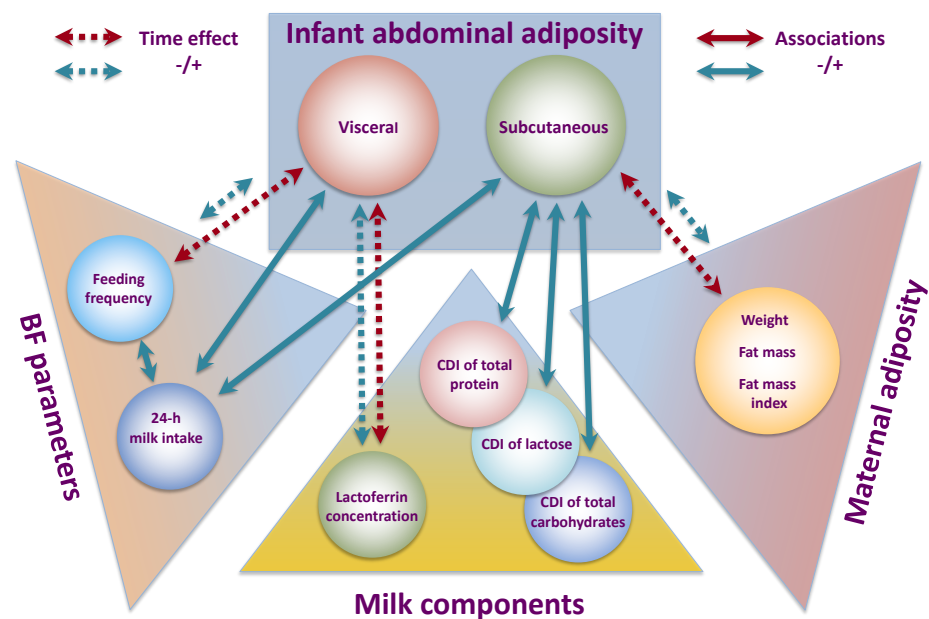 Time effect
-/+
Infant abdominal adiposity
Associations
-/+
Visceral
Subcutaneous
Feeding
frequency
24-h
milk intake
BF parameters
CDI of total
protein
CDI of lactose
CDI of total
carbohydrates
Lactoferrin
concentration
Milk components
Weight
Fat mass
Fat mass
index
Maternal adiposity